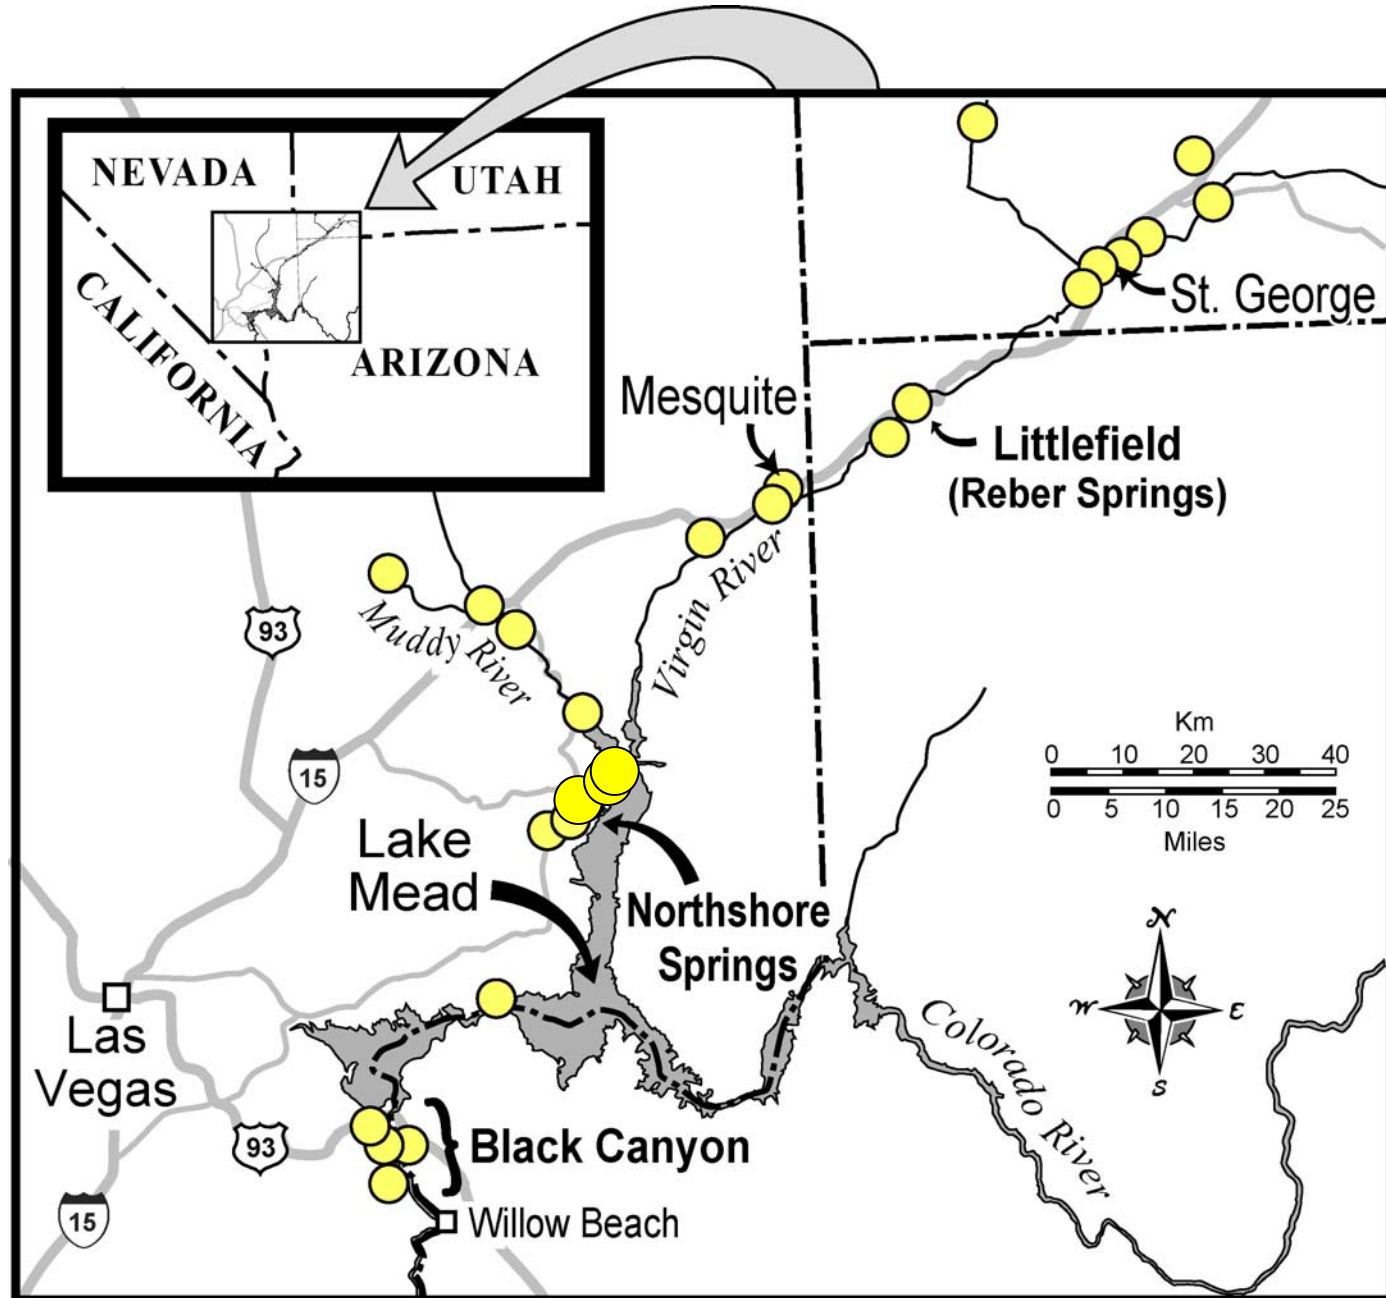 NEVADA
UTAH
CALIFORNIA
ARIZONA
St. George
Mesquite
Littlefield
(Reber Springs)
Virgin River
Muddy River
93
15
Km
0 10 20 30 40
0 5 10 15 20 25
Miles
Lake
Mead
Northshore
Springs
N
W E
S
Las
Vegas
Colorado River
93
Black Canyon
15
Willow Beach